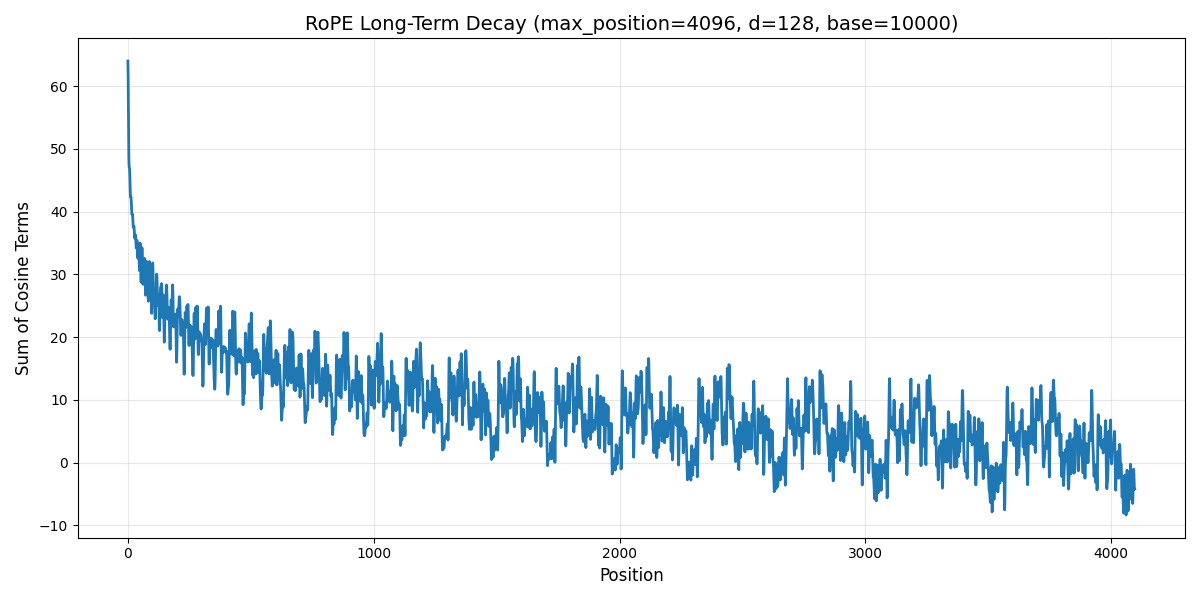 RoPE Long-Term Decay (max_position=4096, d=128, base=10000)
Sum of Cosine Terms
60
50
40
30
20
10
0
−10
0 1000 2000 3000 4000
Position